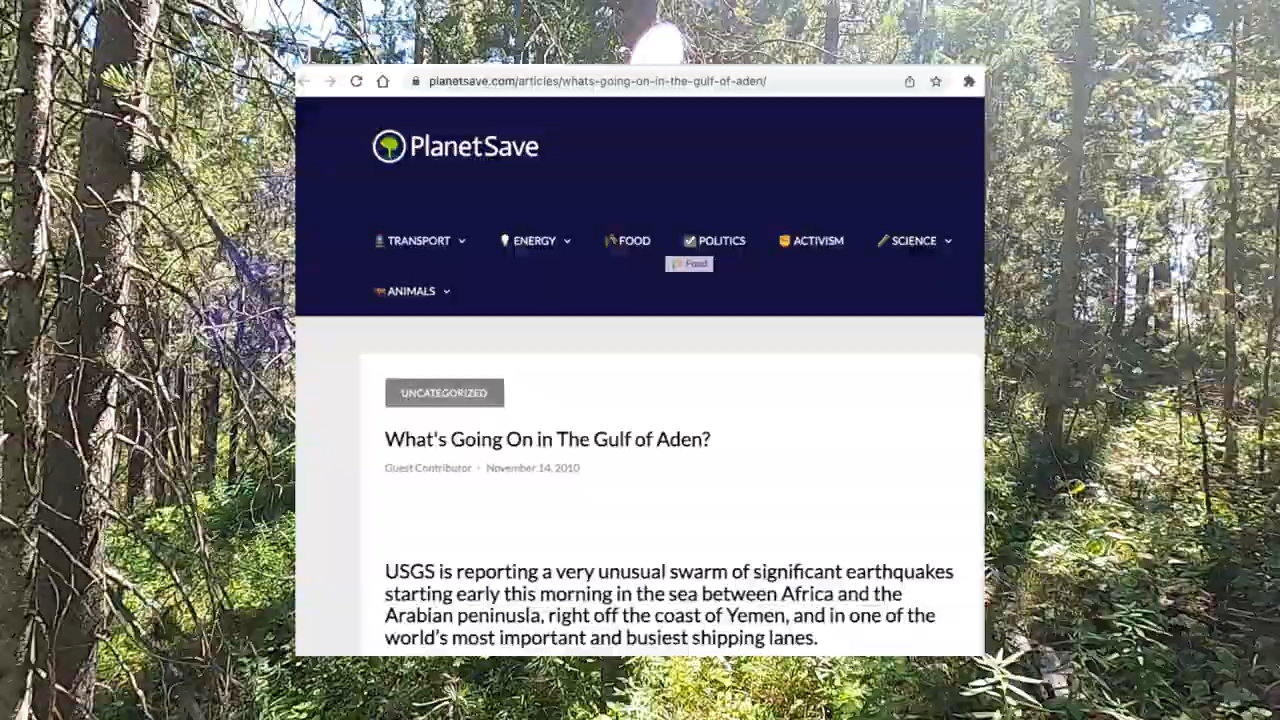 planetsave.com/articles/whats-going-on-in-the-gulf-of-aden/
PlanetSave
TRANSPORT ENERGY FOOD POLITICS ACTIVISM SCIENCE
Food
ANIMALS
UNCATEGORIZED
What's Going On in The Gulf of Aden?
Guest Contributor • November 14, 2010
USGS is reporting a very unusual swarm of significant earthquakes
starting early this morning in the sea between Africa and the
Arabian peninusla, right off the coast of Yemen, and in one of the
world's most important and busiest shipping lanes.